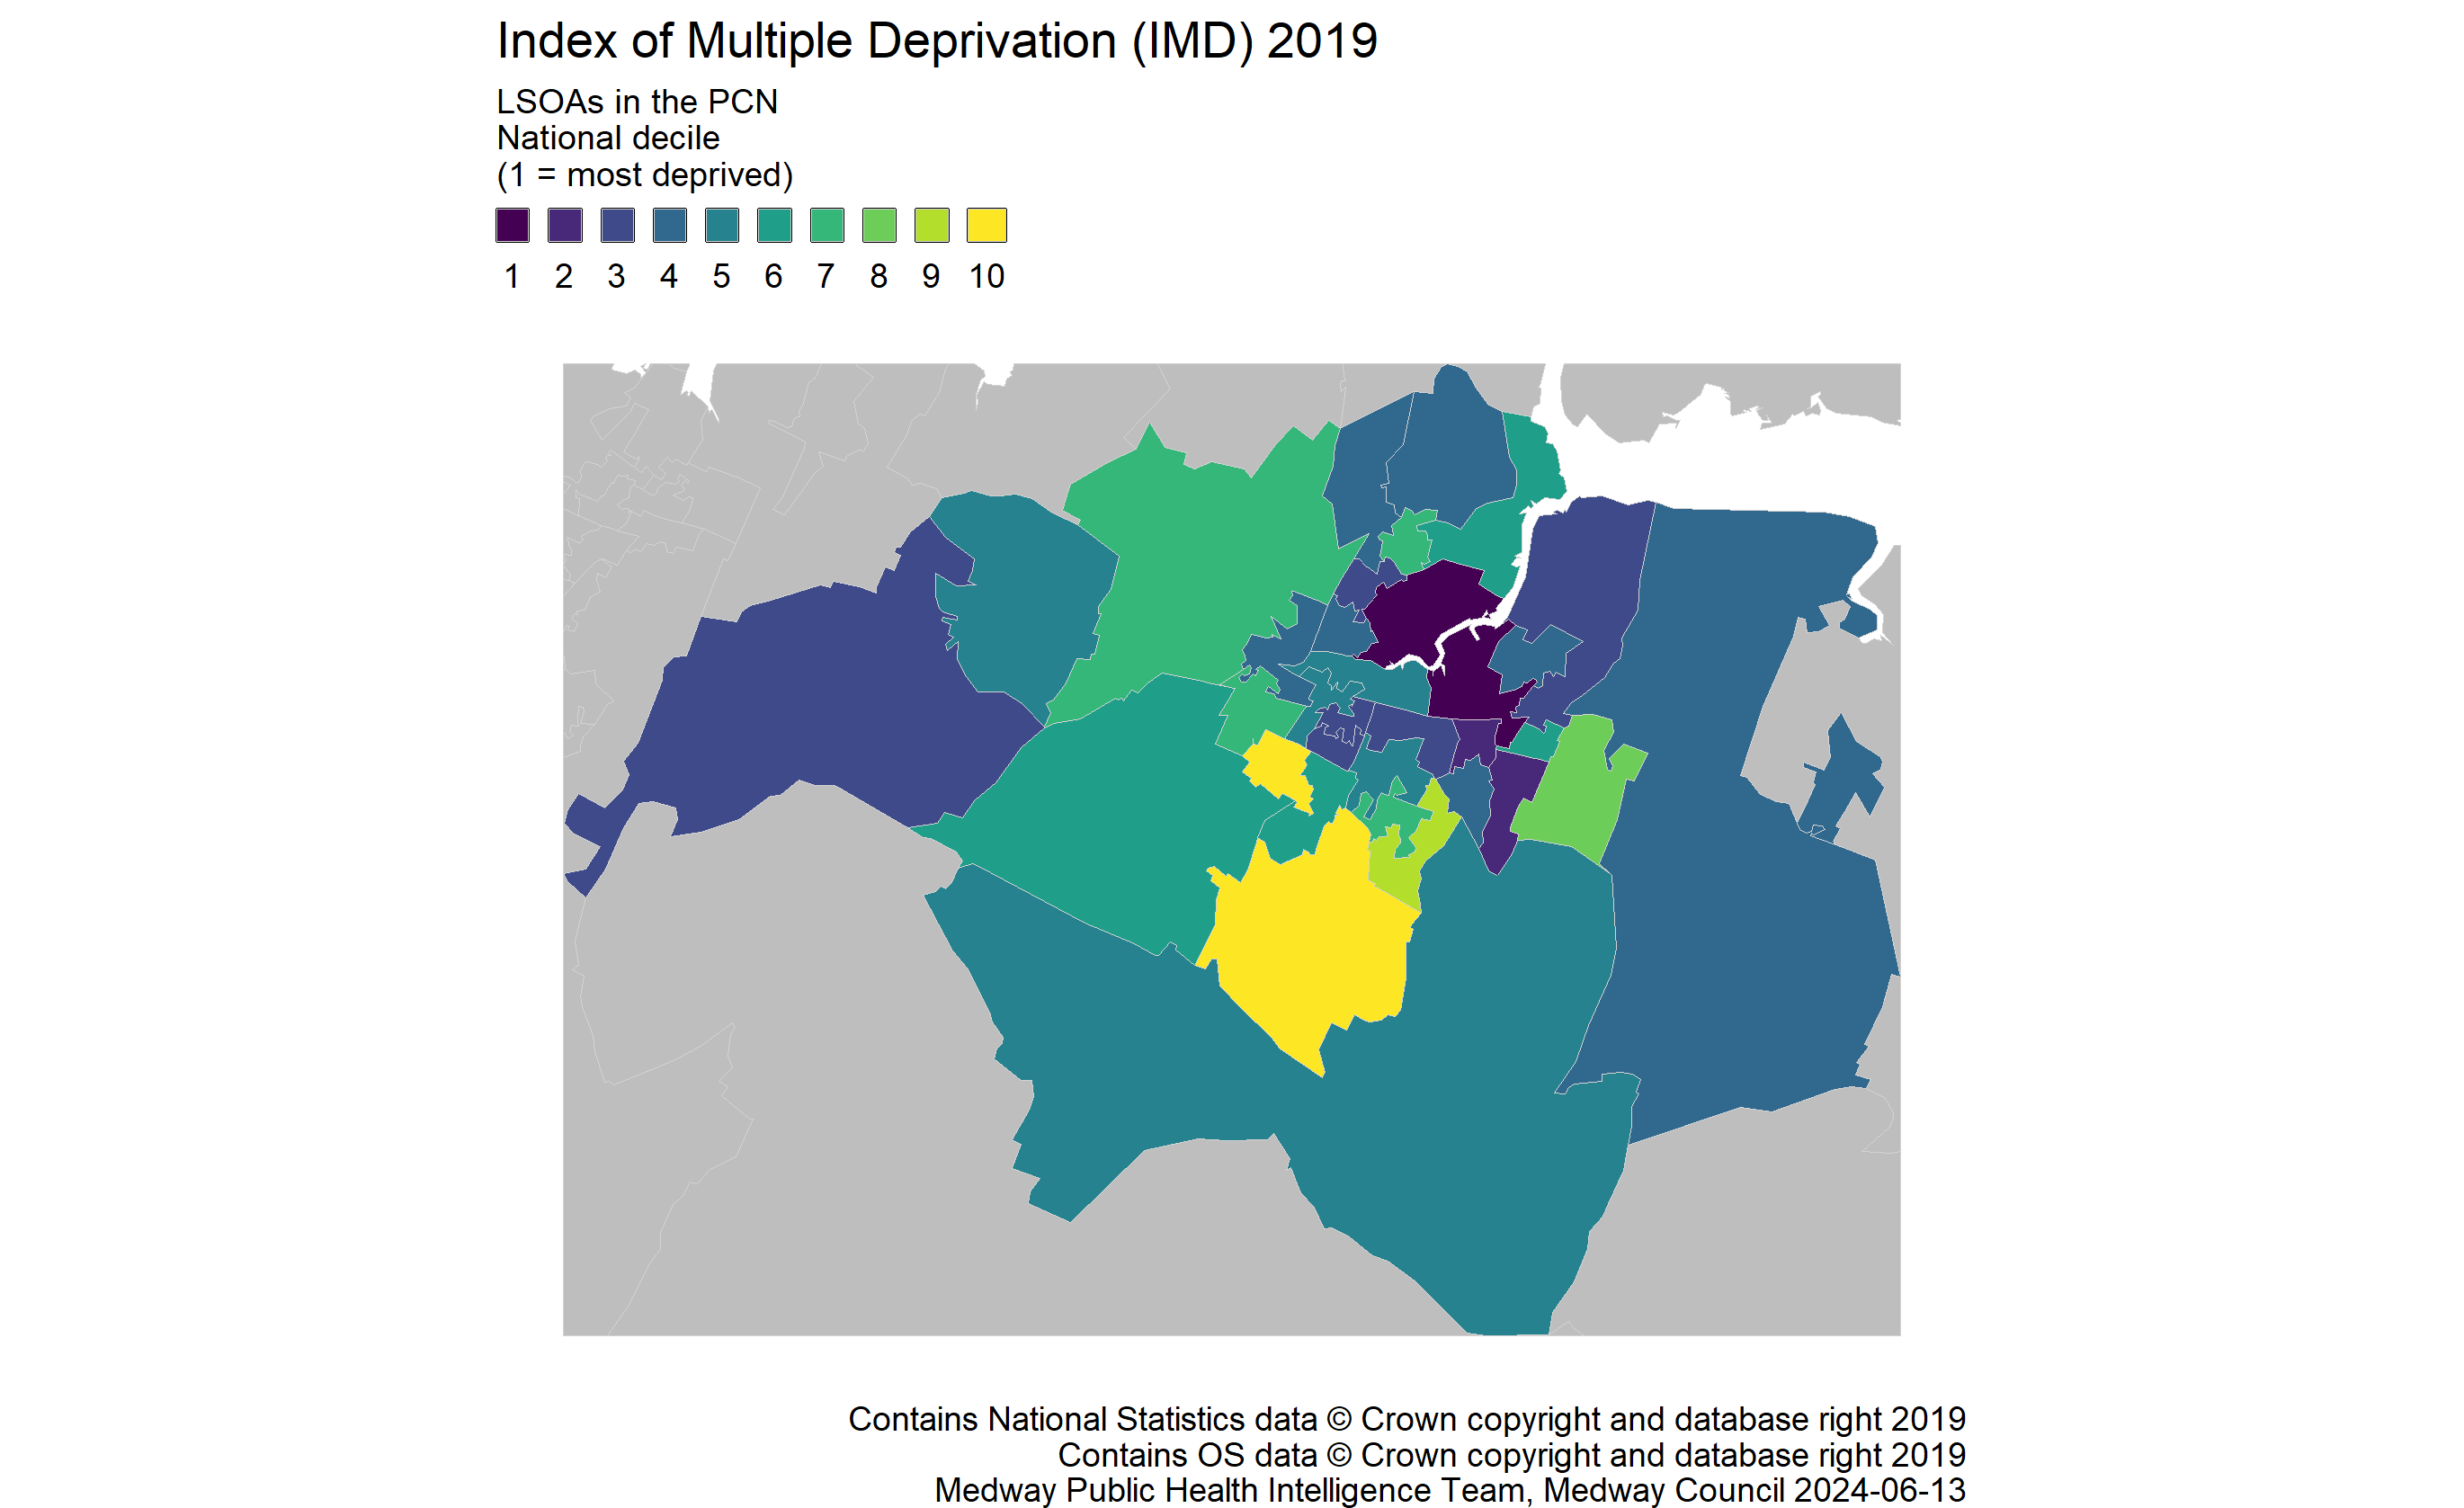 Index of Multiple Deprivation (IMD) 2019
LSOAs in the PCN
National decile
(1 = most deprived)
1 2 3 4 5 6 7 8 9 10
Contains National Statistics data © Crown copyright and database right 2019
Contains OS data © Crown copyright and database right 2019
Medway Public Health Intelligence Team, Medway Council 2024-06-13